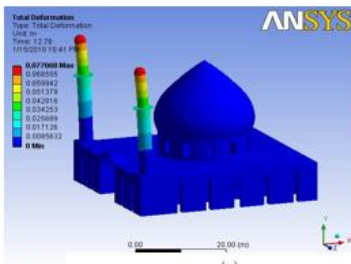 Total Deformation
Type: Total Deformation
Unit: m
Time: 12.78
1/15/2010 10:41 PM
ANSYS
0.077068 Max
0.068505
0.059942
0.051379
0.042816
0.034253
0.025689
0.017126
0.0085632
0 Min
0.00
20.00 (m)
Y
X
Z